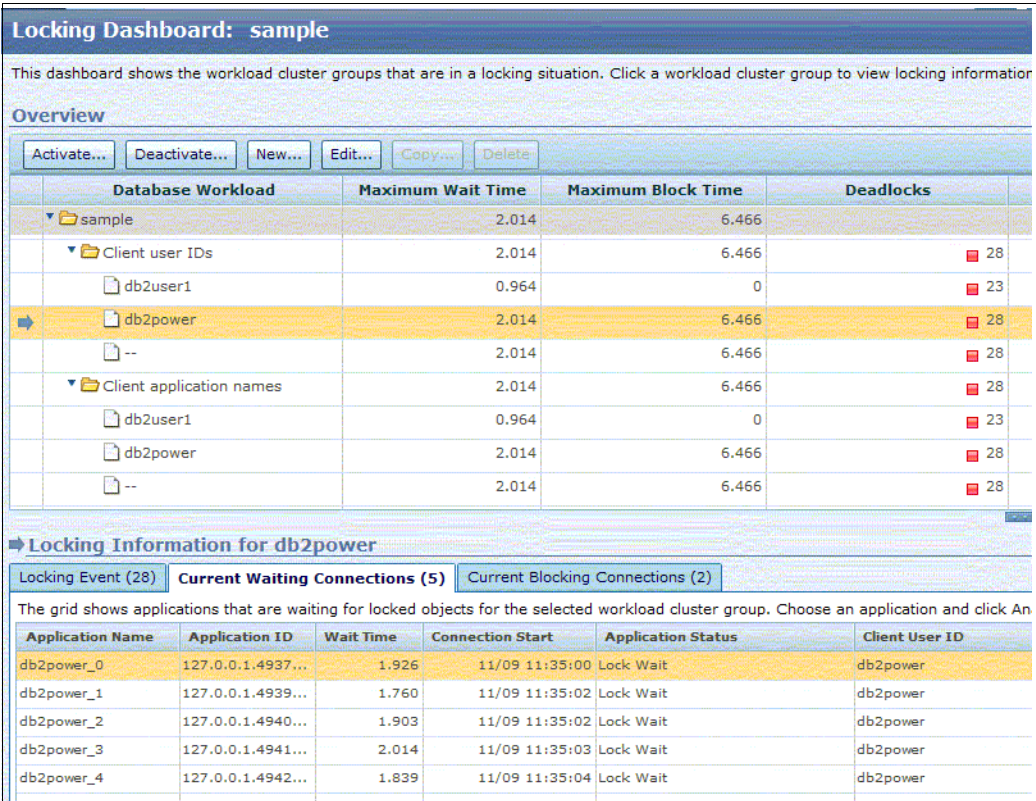 Locking Dashboard: sample
This dashboard shows the workload cluster groups that are in a locking situation. Click a workload cluster group to view locking information
Overview
Activate... Deactivate... New... Edit... Copy... Delete
Database Workload Maximum Wait Time Maximum Block Time Deadlocks
sample 2.014 6.466
Client user IDs 2.014 6.466 28
db2user1 0.964 0 23
db2power 2.014 6.466 28
-- 2.014 6.466 28
Client application names 2.014 6.466 28
db2user1 0.964 0 23
db2power 2.014 6.466 28
-- 2.014 6.466 28
Locking Information for db2power
Locking Event (28) Current Waiting Connections (5) Current Blocking Connections (2)
The grid shows applications that are waiting for locked objects for the selected workload cluster group. Choose an application and click An
Application Name Application ID Wait Time Connection Start Application Status Client User ID
db2power_0 127.0.0.1.4937... 1.926 11/09 11:35:00 Lock Wait db2power
db2power_1 127.0.0.1.4939... 1.760 11/09 11:35:02 Lock Wait db2power
db2power_2 127.0.0.1.4940... 1.903 11/09 11:35:02 Lock Wait db2power
db2power_3 127.0.0.1.4941... 2.014 11/09 11:35:03 Lock Wait db2power
db2power_4 127.0.0.1.4942... 1.839 11/09 11:35:04 Lock Wait db2power